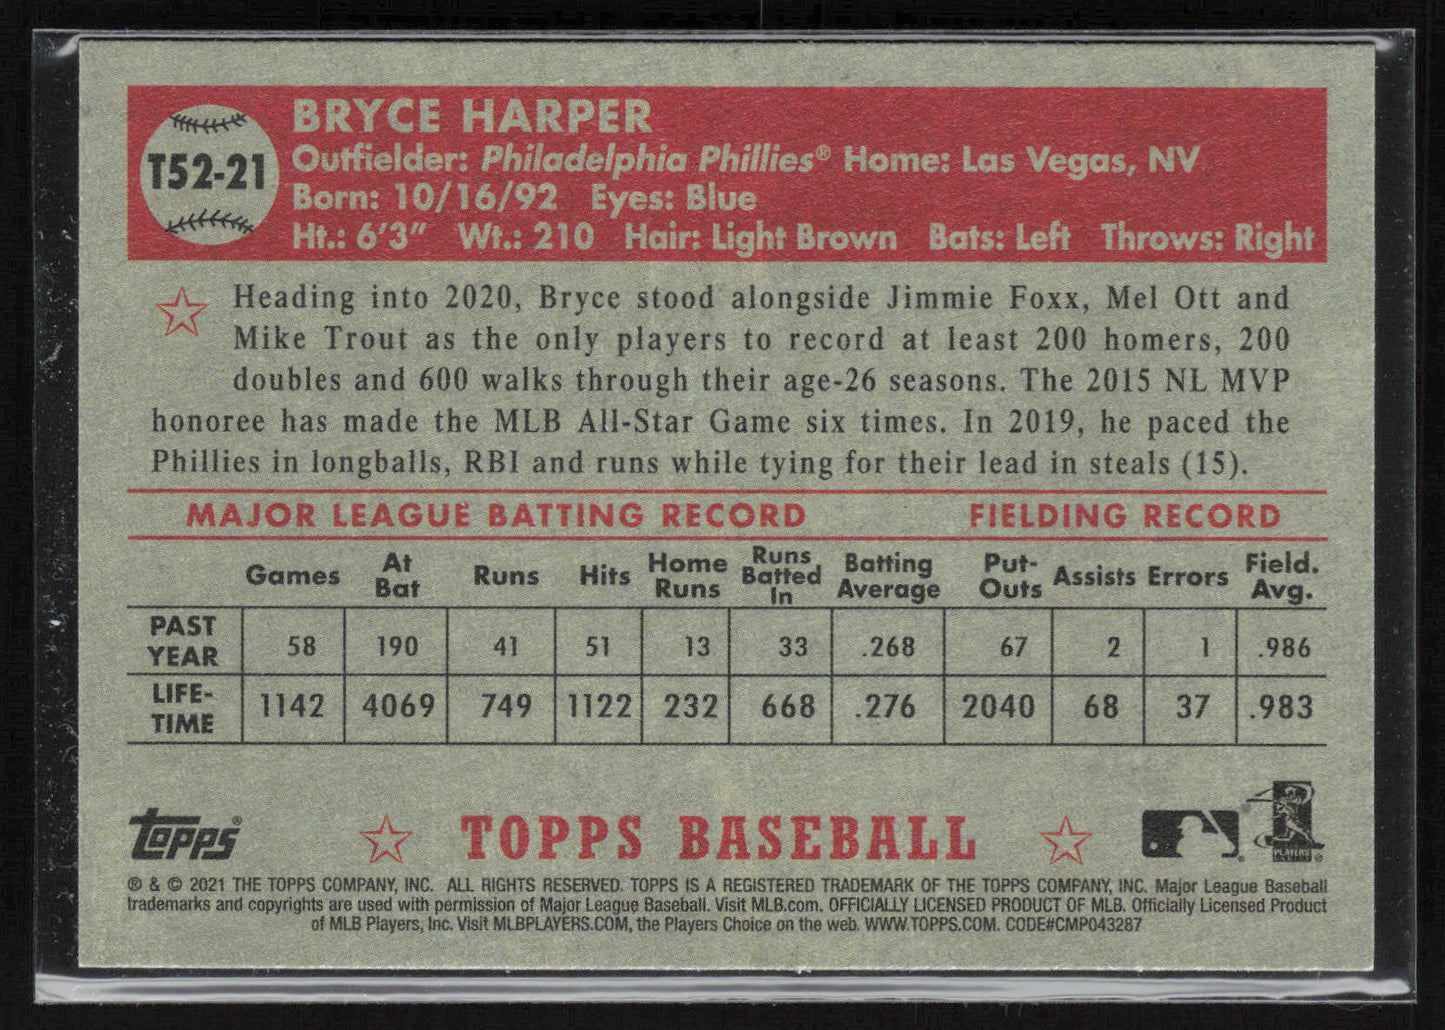 T52-21
BRYCE HARPER
Outfielder: Philadelphia Phillies® Home: Las Vegas, NV
Born: 10/16/92 Eyes: Blue
Ht.: 6'3" Wt.: 210 Hair: Light Brown Bats: Left Throws: Right
Heading into 2020, Bryce stood alongside Jimmie Foxx, Mel Ott and
Mike Trout as the only players to record at least 200 homers, 200
doubles and 600 walks through their age-26 seasons. The 2015 NL MVP
honoree has made the MLB All-Star Game six times. In 2019, he paced the
Phillies in longballs, RBI and runs while tying for their lead in steals (15).
MAJOR LEAGUE BATTING RECORD FIELDING RECORD
Games At Bat Runs Hits Home Runs Runs Batted In Batting Average Put-Outs Assists Errors Field. Avg.
PAST YEAR 58 190 41 51 13 33 .268 67 2 1 .986
LIFE-TIME 1142 4069 749 1122 232 668 .276 2040 68 37 .983
Topps® TOPPS BASEBALL PLAYERS CHOICE ®
® & © 2021 THE TOPPS COMPANY, INC. ALL RIGHTS RESERVED. TOPPS IS A REGISTERED TRADEMARK OF THE TOPPS COMPANY, INC. Major League Baseball
trademarks and copyrights are used with permission of Major League Baseball. Visit MLB.com. OFFICIALLY LICENSED PRODUCT OF MLB. Officially Licensed Product
of MLB Players, Inc. Visit MLBPLAYERS.COM, the Players Choice on the web. WWW.TOPPS.COM. CODE#CMP043287